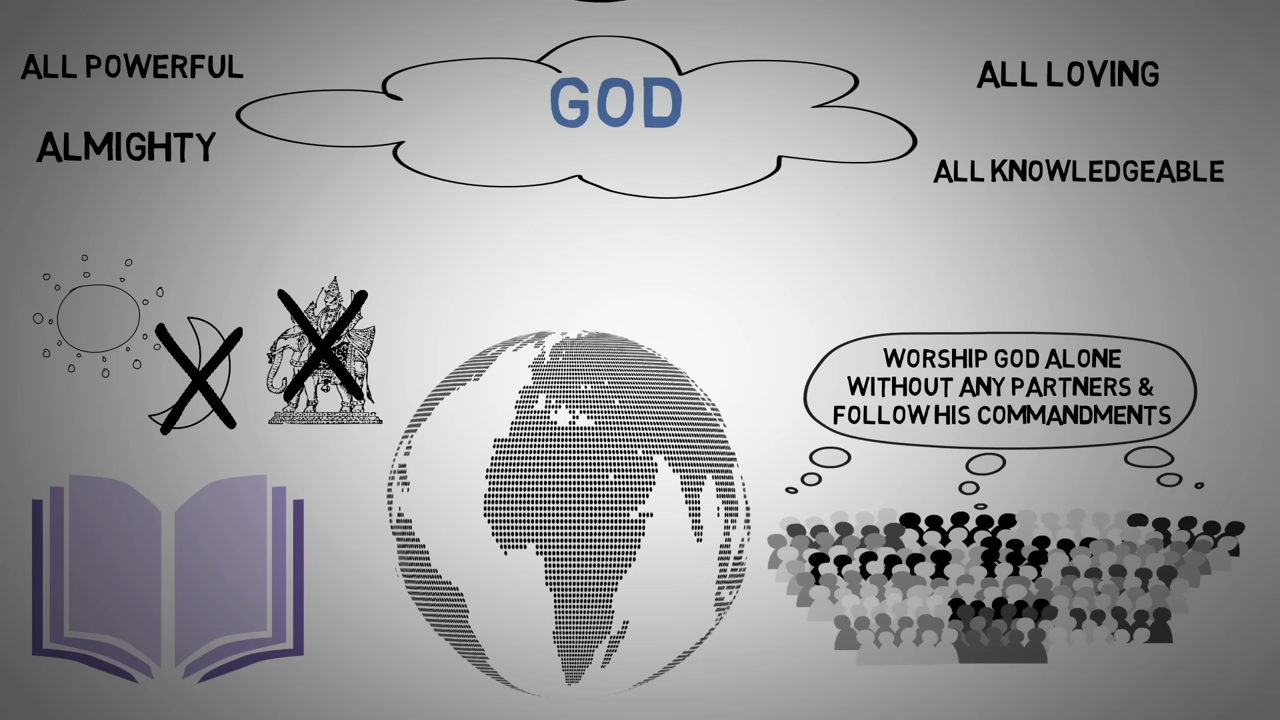 ALL POWERFUL
GOD
ALL LOVING
ALMIGHTY
ALL KNOWLEDGEABLE
WORSHIP GOD ALONE
WITHOUT ANY PARTNERS &
FOLLOW HIS COMMANDMENTS